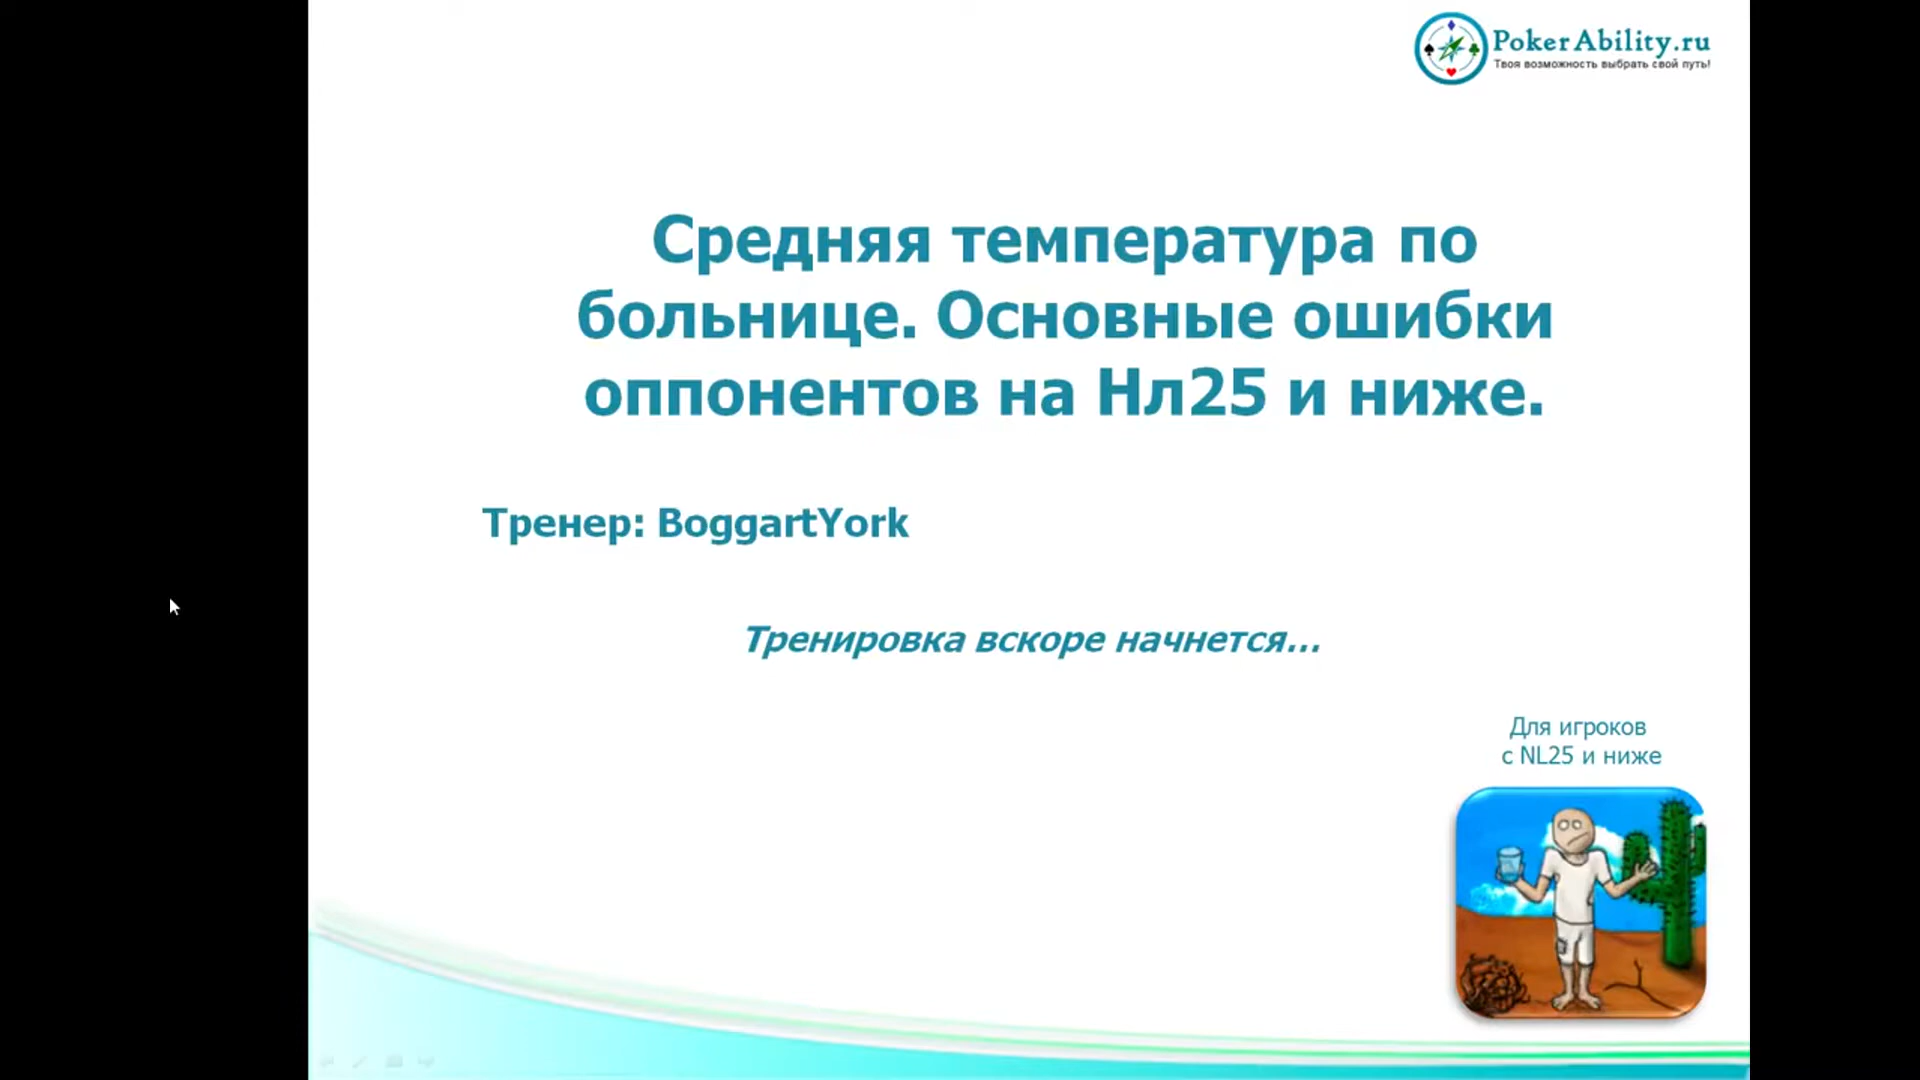 PokerAbility.ru
Твоя возможность выбрать свой путь!
Средняя температура по
больнице. Основные ошибки
оппонентов на Нл25 и ниже.
Тренер: BoggartYork
Тренировка вскоре начнется...
Для игроков
с NL25 и ниже